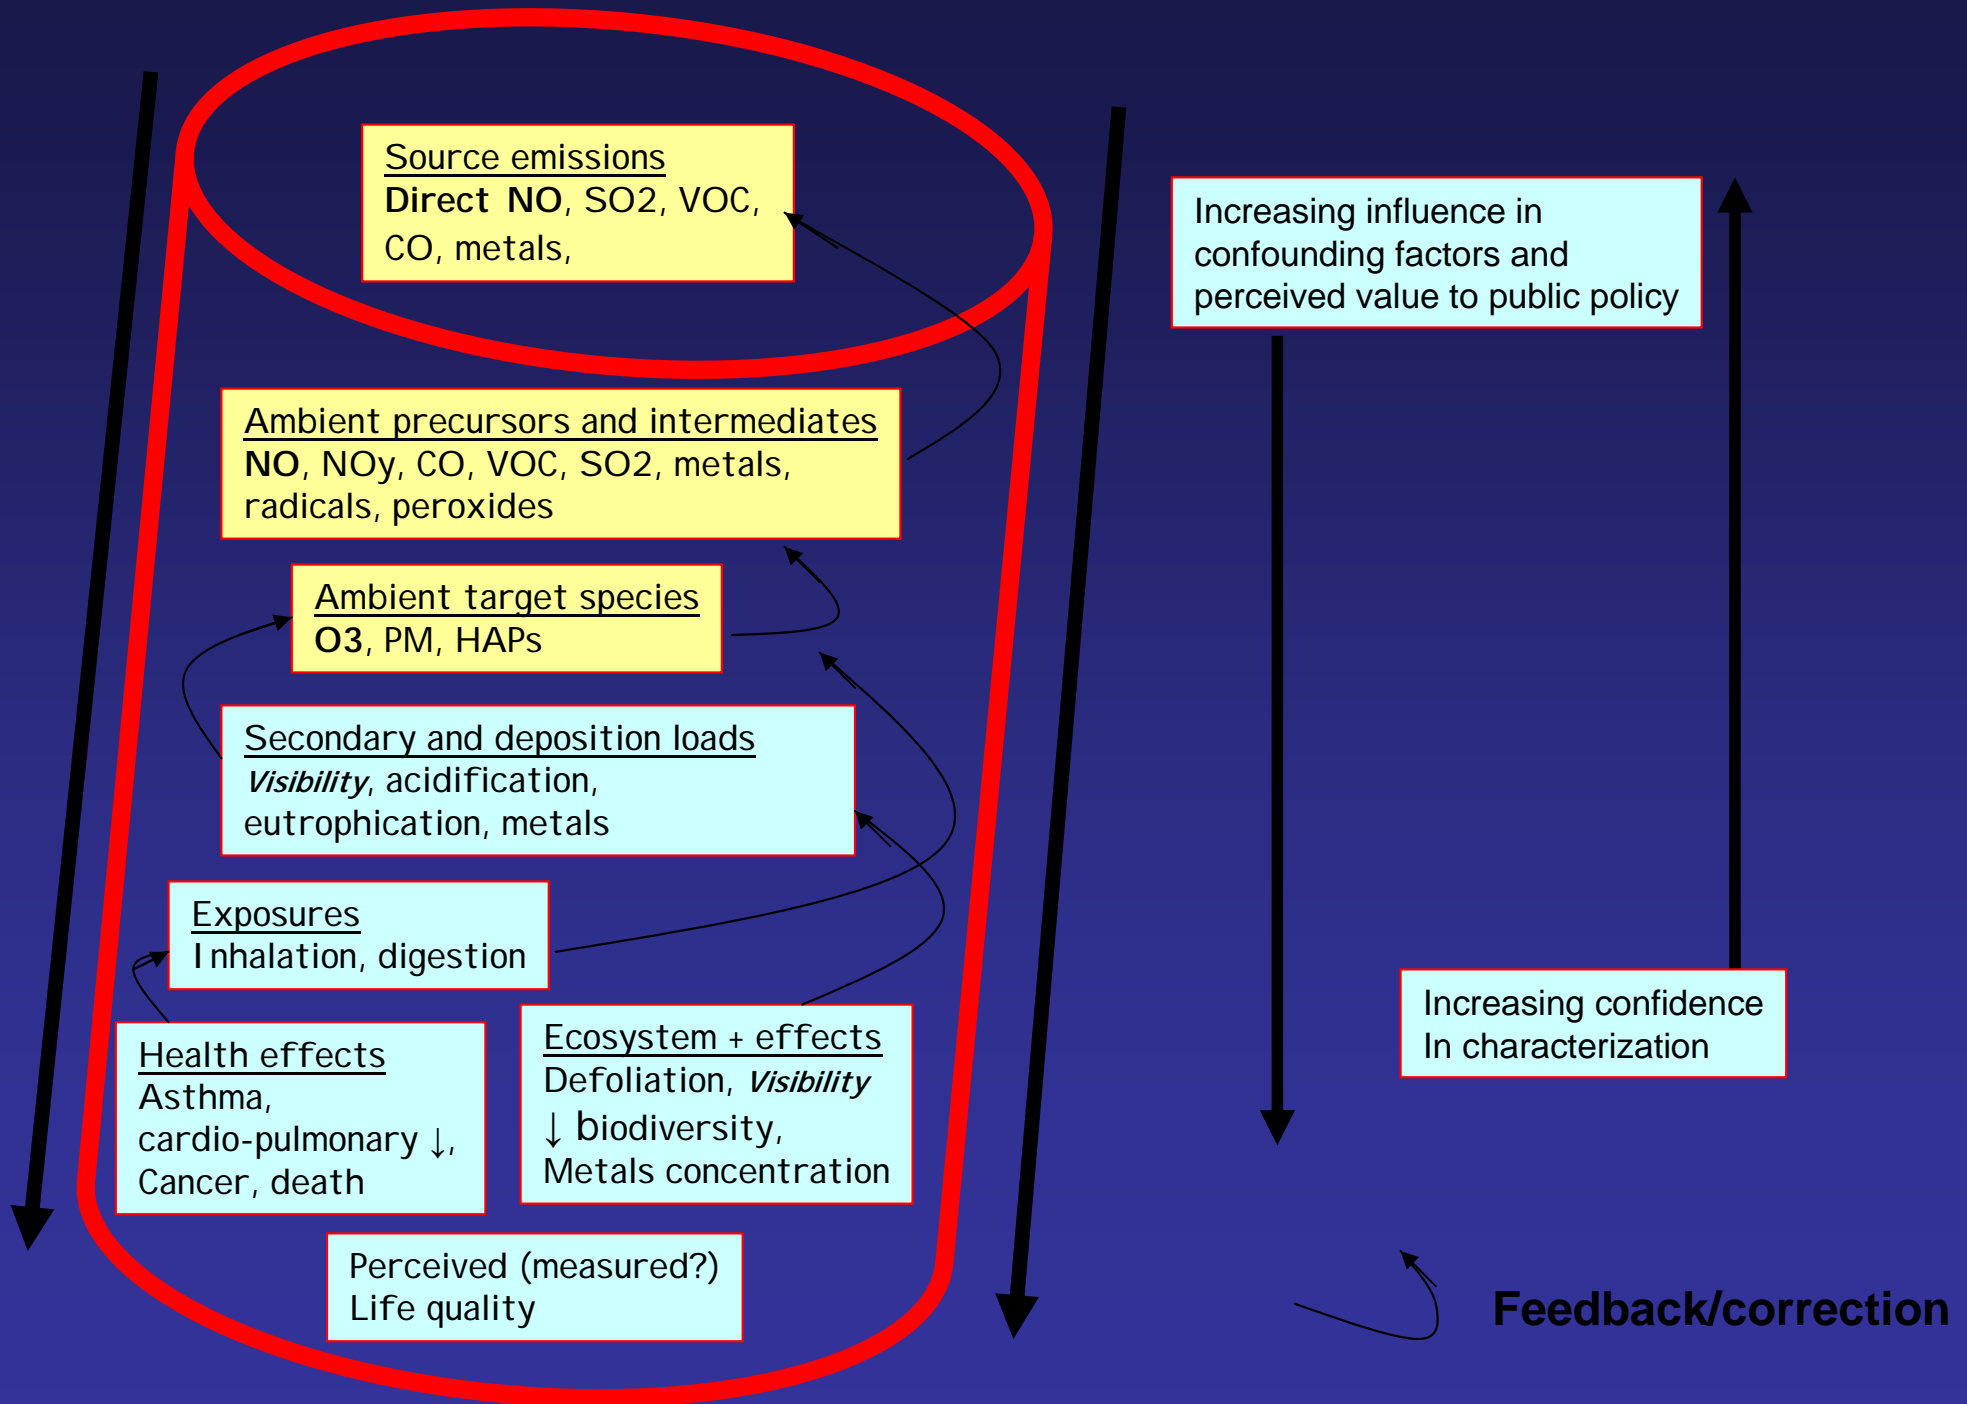 Source emissions
Direct NO, SO2, VOC,
CO, metals,
Ambient precursors and intermediates
NO, NOy, CO, VOC, SO2, metals,
radicals, peroxides
Ambient target species
O3, PM, HAPs
Secondary and deposition loads
Visibility, acidification,
eutrophication, metals
Exposures
Inhalation, digestion
Health effects
Asthma,
cardio-pulmonary ↓,
Cancer, death
Ecosystem + effects
Defoliation, Visibility
↓ biodiversity,
Metals concentration
Perceived (measured?)
Life quality
Increasing influence in
confounding factors and
perceived value to public policy
Increasing confidence
In characterization
Feedback/correction